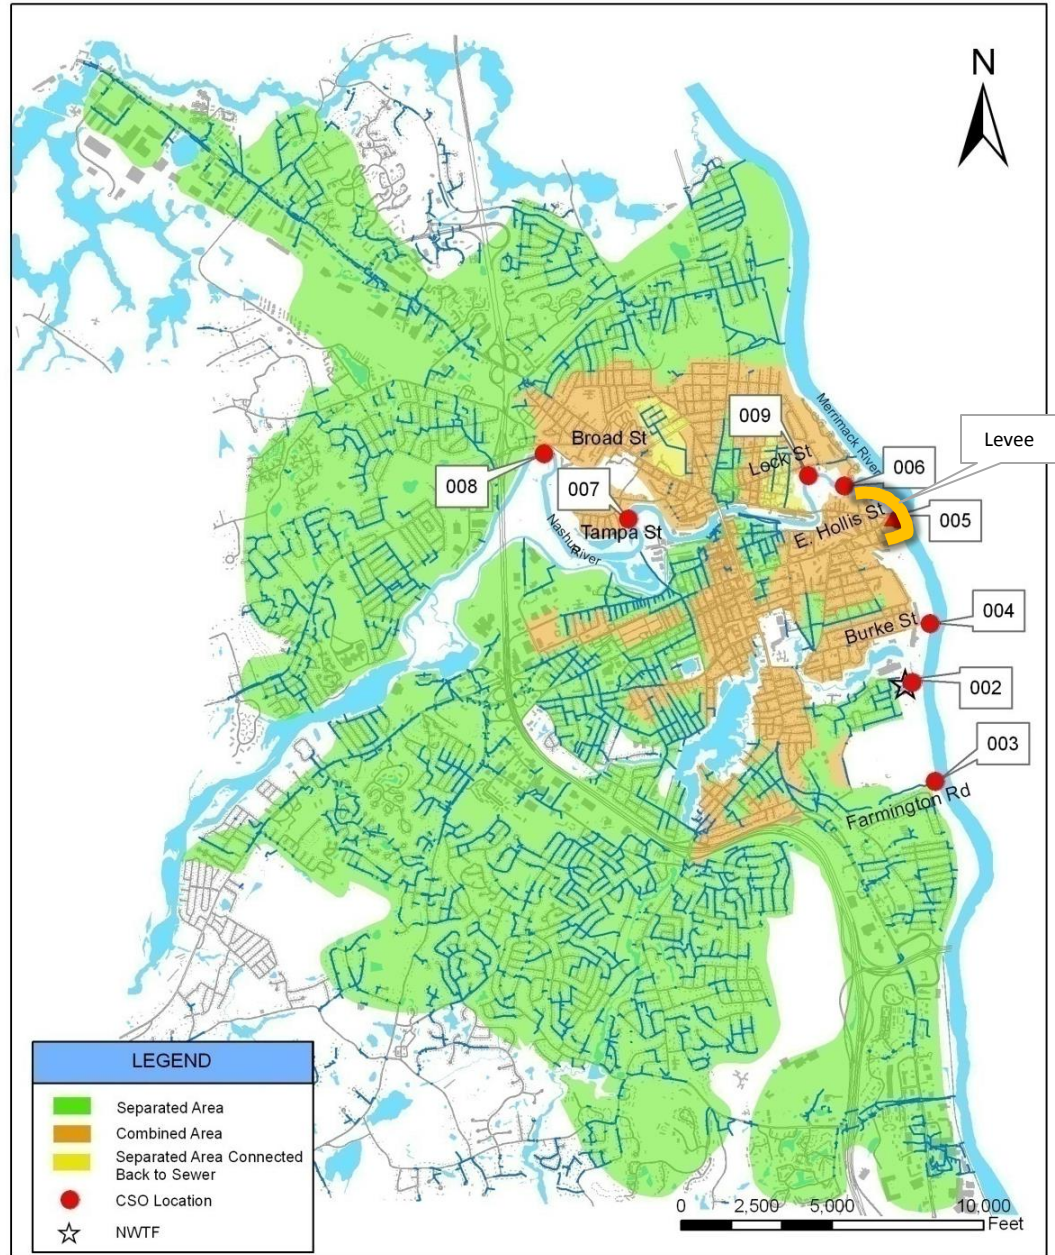 N
Merrimack River
Levee
009
Lock St
006
Broad St
008
007
E. Hollis St
005
Tampa St
Nashu River
R
004
Burke St
002
003
Farmington Rd
LEGEND
Separated Area
Combined Area
Separated Area Connected
Back to Sewer
CSO Location
NWTF
0 2,500 5,000 10,000
Feet